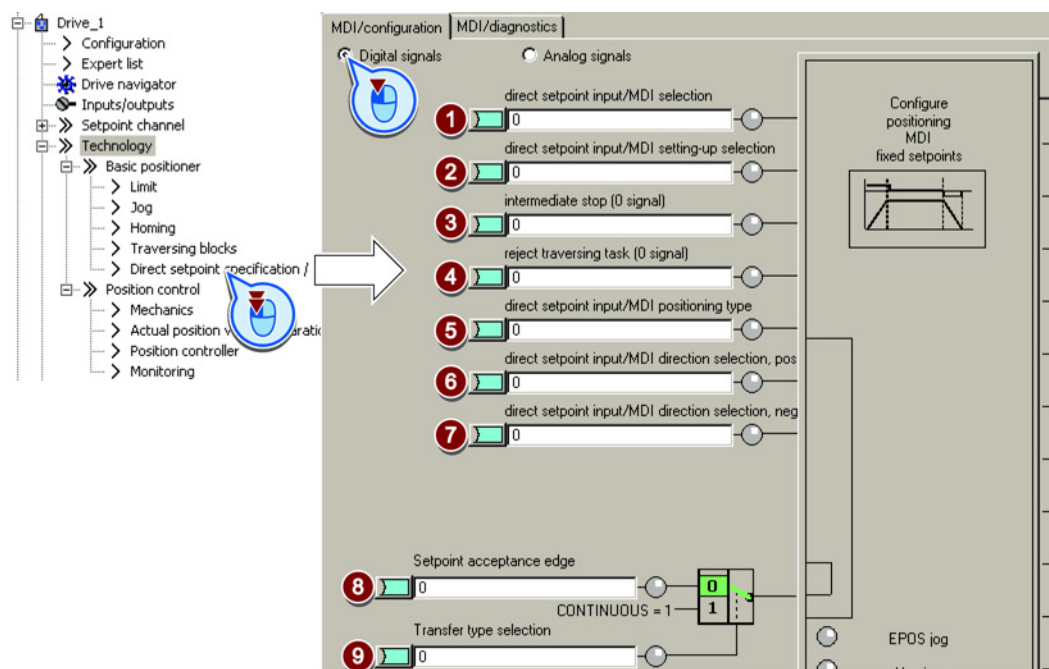 Drive_1
Configuration
Expert list
Drive navigator
Inputs/outputs
Setpoint channel
Technology
Basic positioner
Limit
Jog
Homing
Traversing blocks
Direct setpoint specification /
Position control
Mechanics
Actual position v
Position controller
Monitoring
MDI/configuration
MDI/diagnostics
Digital signals
Analog signals
direct setpoint input/MDI selection
1 0
direct setpoint input/MDI setting-up selection
2 0
intermediate stop (0 signal)
3 0
reject traversing task (0 signal)
4 0
direct setpoint input/MDI positioning type
5 0
direct setpoint input/MDI direction selection, pos
6 0
direct setpoint input/MDI direction selection, neg
7 0
Configure
positioning
MDI
fixed setpoints
Setpoint acceptance edge
8 0
0
CONTINUOUS = 1
1
Transfer type selection
9 0
EPOS jog